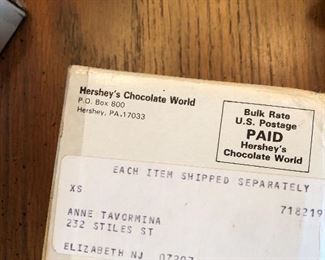 Hershey's Chocolate World
P.O. Box 800
Hershey, PA 17033
Bulk Rate
U.S. Postage
PAID
Hershey's
Chocolate World
EACH ITEM SHIPPED SEPARATELY
XS 718219
ANNE TAVORMINA
232 STILES ST
ELIZABETH NJ 07207